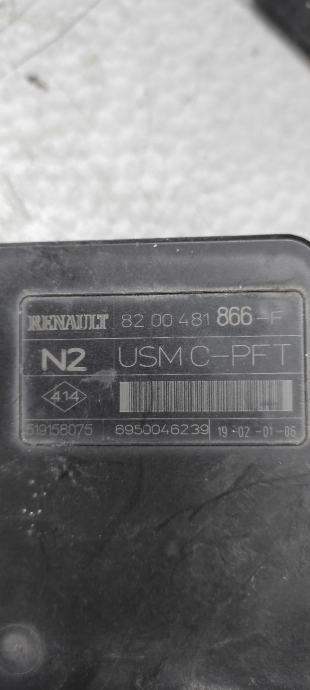 RENAULT 82 00 481 866-F
N2 USM C-PFT
414
519158075 6950046239 19-02-01-06